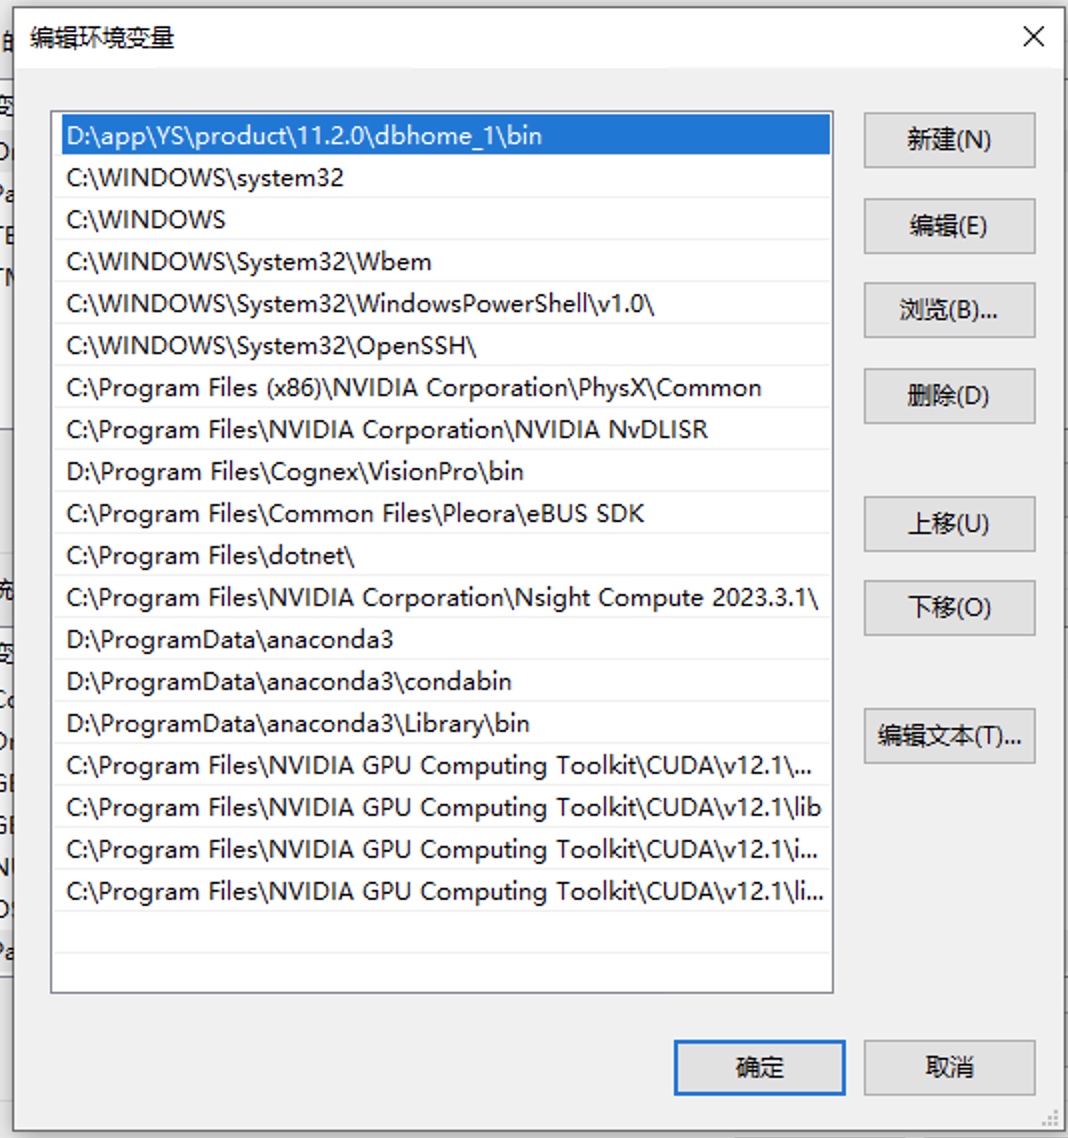 编辑环境变量
D:\app\YS\product\11.2.0\dbhome_1\bin
C:\WINDOWS\system32
C:\WINDOWS
C:\WINDOWS\System32\Wbem
C:\WINDOWS\System32\WindowsPowerShell\v1.0\
C:\WINDOWS\System32\OpenSSH\
C:\Program Files (x86)\NVIDIA Corporation\PhysX\Common
C:\Program Files\NVIDIA Corporation\NVIDIA NvDLISR
D:\Program Files\Cognex\VisionPro\bin
C:\Program Files\Common Files\Pleora\eBUS SDK
C:\Program Files\dotnet\
C:\Program Files\NVIDIA Corporation\Nsight Compute 2023.3.1\
D:\ProgramData\anaconda3
D:\ProgramData\anaconda3\condabin
D:\ProgramData\anaconda3\Library\bin
C:\Program Files\NVIDIA GPU Computing Toolkit\CUDA\v12.1\...
C:\Program Files\NVIDIA GPU Computing Toolkit\CUDA\v12.1\lib
C:\Program Files\NVIDIA GPU Computing Toolkit\CUDA\v12.1\i...
C:\Program Files\NVIDIA GPU Computing Toolkit\CUDA\v12.1\li...
新建(N)
编辑(E)
浏览(B)...
删除(D)
上移(U)
下移(O)
编辑文本(T)...
确定
取消